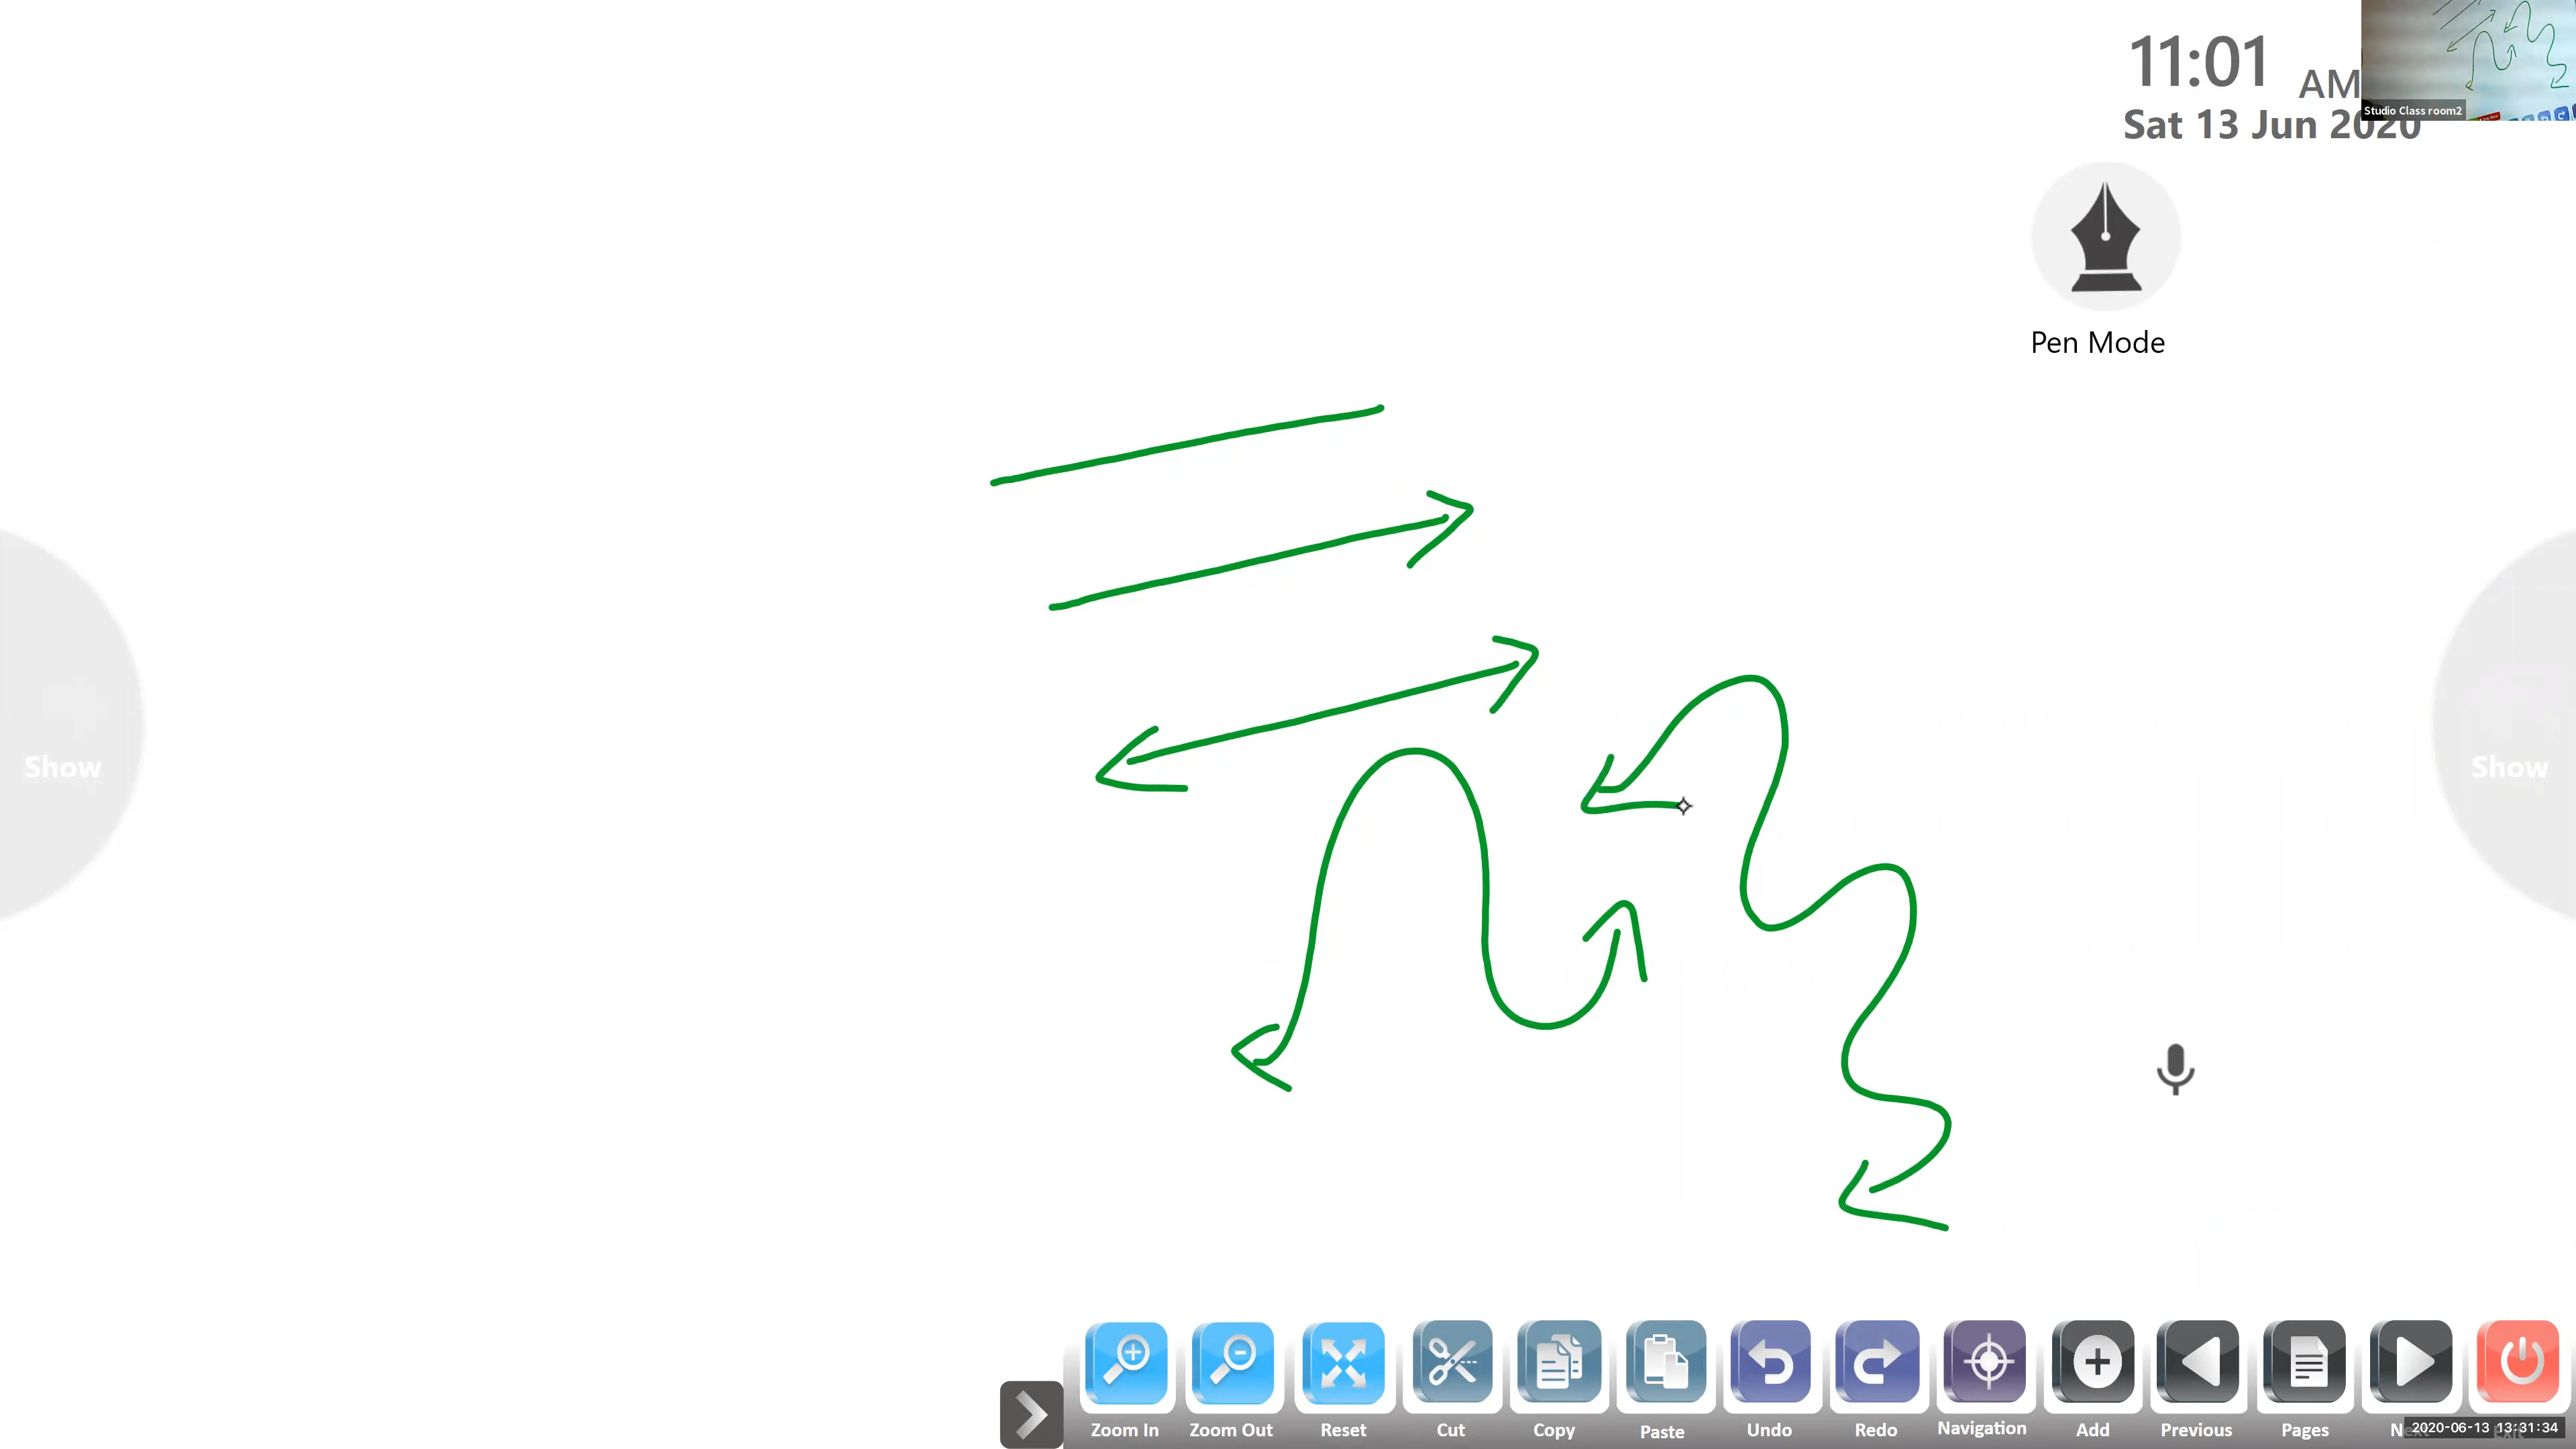 11:01 AM
Studio Class room2
Sat 13 Jun 2020
Pen Mode
Show
Show
Zoom In
Zoom Out
Reset
Cut
Copy
Paste
Undo
Redo
Navigation
Add
Previous
Pages
2020-06-13 13:31:34